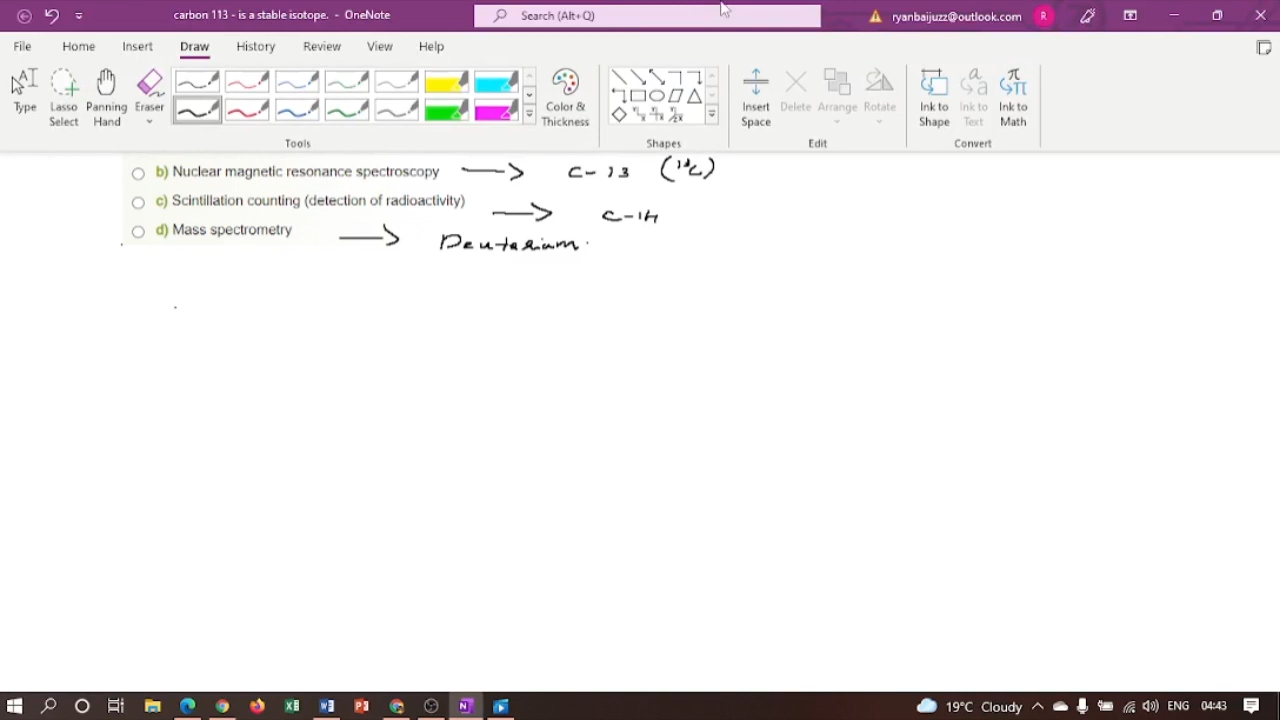 carbon 113 - is a stable isotope. - OneNote
Search (Alt+Q)
ryanbaijuzz@outlook.com
R
File Home Insert Draw History Review View Help
Type
Lasso Select
Panning Hand
Eraser
Color & Thickness
Insert Space
Delete
Arrange
Rotate
Ink to Shape
Ink to Text
Ink to Math
Tools Shapes Edit Convert
b) Nuclear magnetic resonance spectroscopy → C-13
c) Scintillation counting (detection of radioactivity) → C-14
d) Mass spectrometry → Deuterium.
19°C Cloudy ENG 04:43